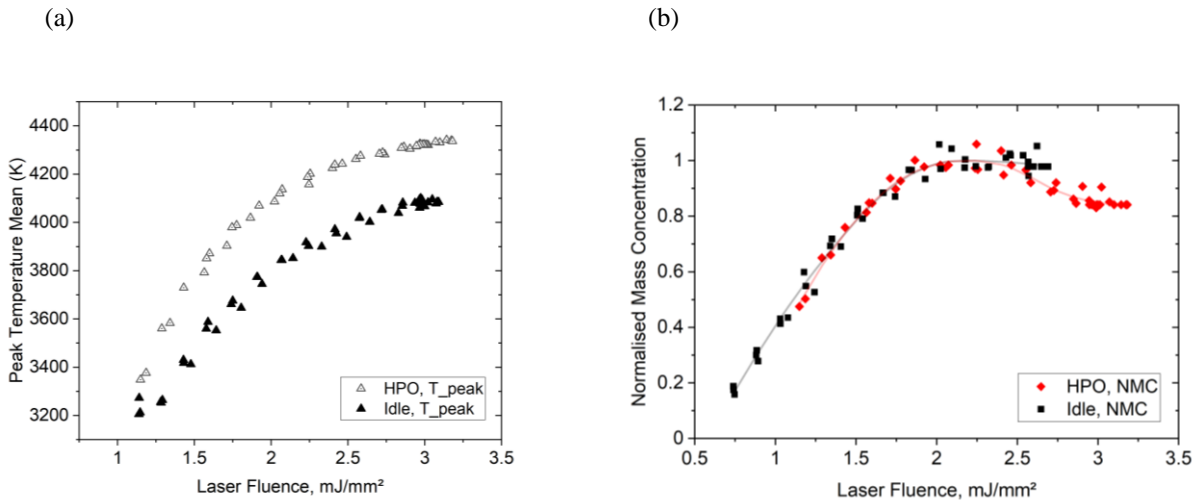 (a)
(b)
4400
4200
4000
3800
3600
3400
3200
Peak Temperature Mean (K)
HPO, T_peak
Idle, T_peak
1 1.5 2 2.5 3 3.5
Laser Fluence, mJ/mm²
1.2
1
0.8
0.6
0.4
0.2
0
Normalised Mass Concentration
HPO, NMC
Idle, NMC
0.5 1 1.5 2 2.5 3 3.5
Laser Fluence, mJ/mm²